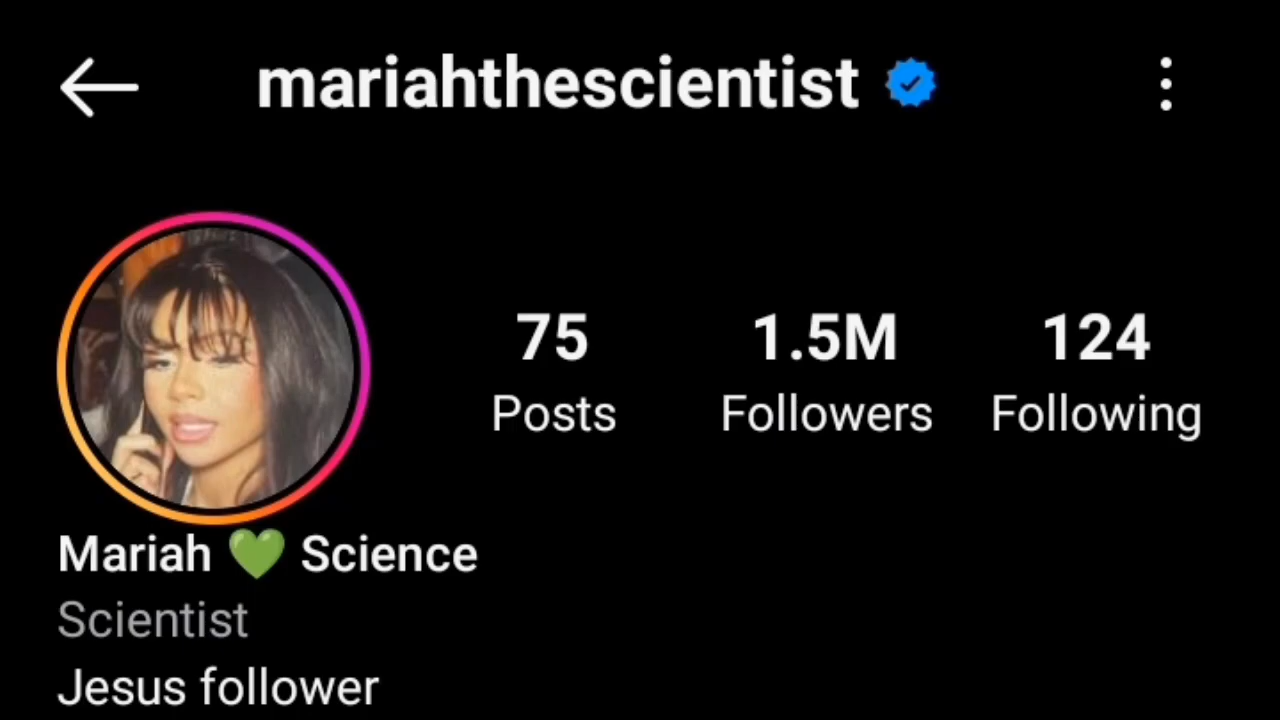 mariahthescientist
75 1.5M 124
Posts Followers Following
Mariah 💚 Science
Scientist
Jesus follower